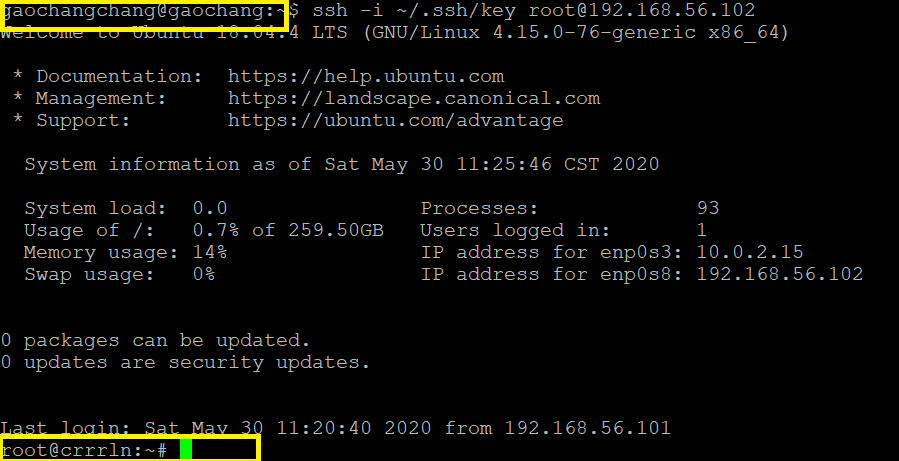 gaochangchang@gaochang:~$ ssh -i ~/.ssh/key root@192.168.56.102
Welcome to Ubuntu 18.04.4 LTS (GNU/Linux 4.15.0-76-generic x86_64)
* Documentation:  https://help.ubuntu.com
* Management:     https://landscape.canonical.com
* Support:        https://ubuntu.com/advantage
System information as of Sat May 30 11:25:46 CST 2020
System load:  0.0                Processes:             93
Usage of /:   0.7% of 259.50GB   Users logged in:       1
Memory usage: 14%                IP address for enp0s3: 10.0.2.15
Swap usage:   0%                 IP address for enp0s8: 192.168.56.102
0 packages can be updated.
0 updates are security updates.
Last login: Sat May 30 11:20:40 2020 from 192.168.56.101
root@crrrln:~#